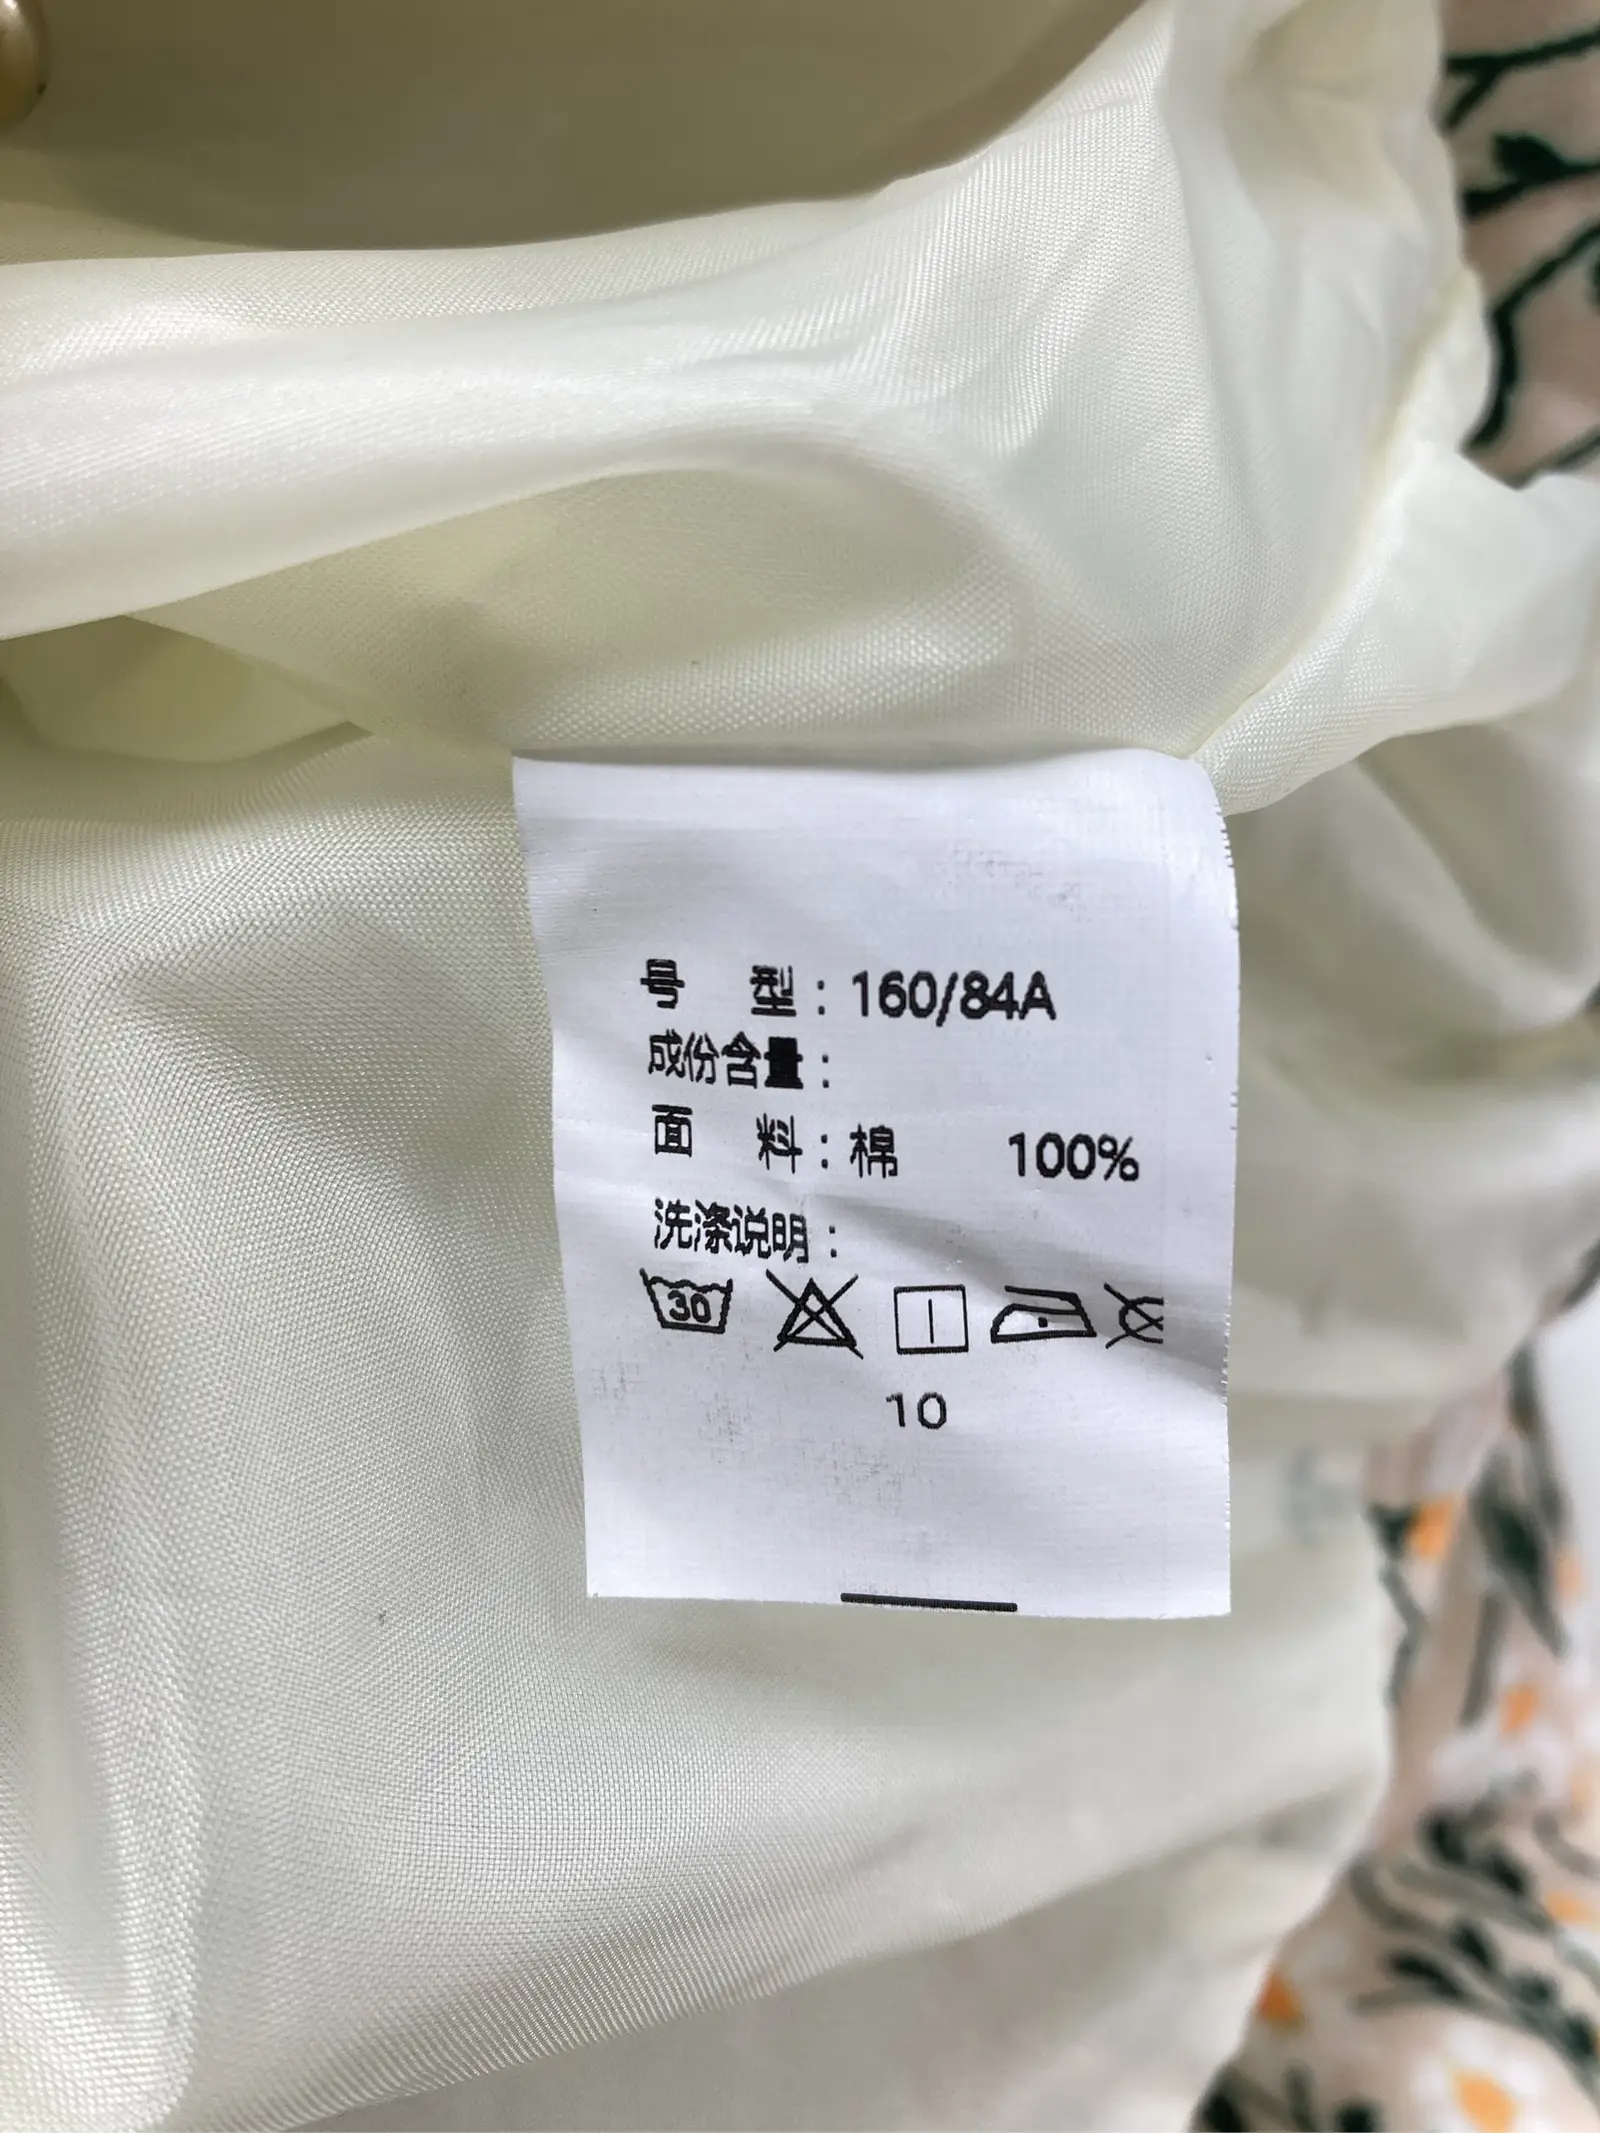 号 型：160/84A
成份含量：
面 料：棉 100%
洗涤说明：
30
10